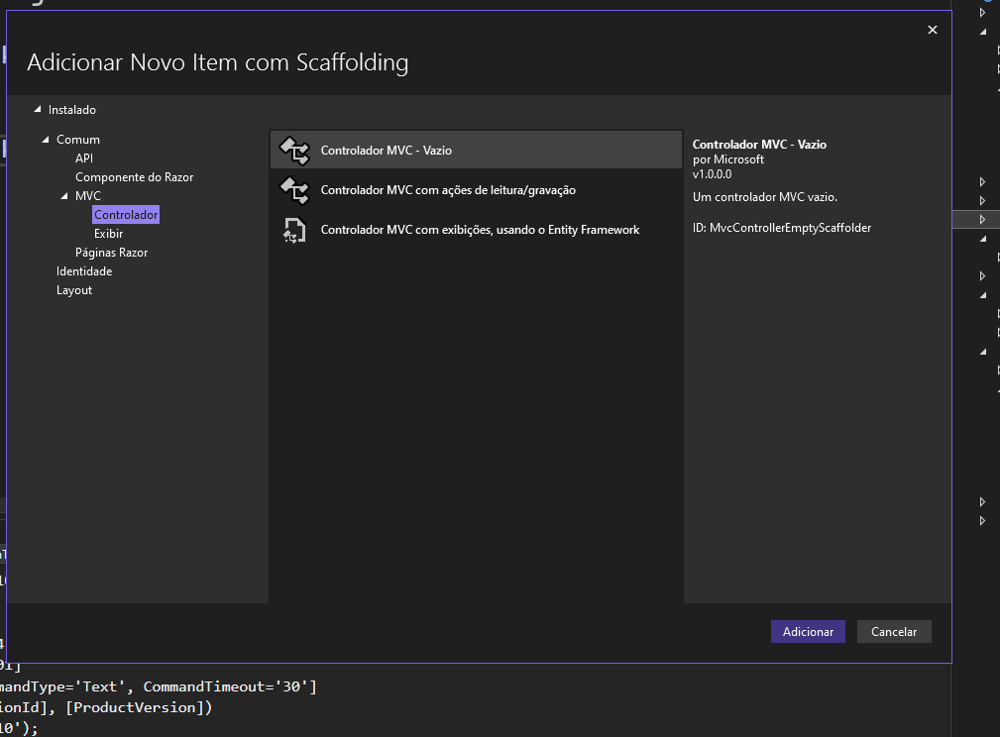 Adicionar Novo Item com Scaffolding
Instalado
Comum
API
Componente do Razor
MVC
Controlador
Exibir
Páginas Razor
Identidade
Layout
Controlador MVC - Vazio
Controlador MVC com ações de leitura/gravação
Controlador MVC com exibições, usando o Entity Framework
Controlador MVC - Vazio
por Microsoft
v1.0.0.0
Um controlador MVC vazio.
ID: MvcControllerEmptyScaffolder
Adicionar
Cancelar
mandType='Text', CommandTimeout='30']
ionId], [ProductVersion])
10');